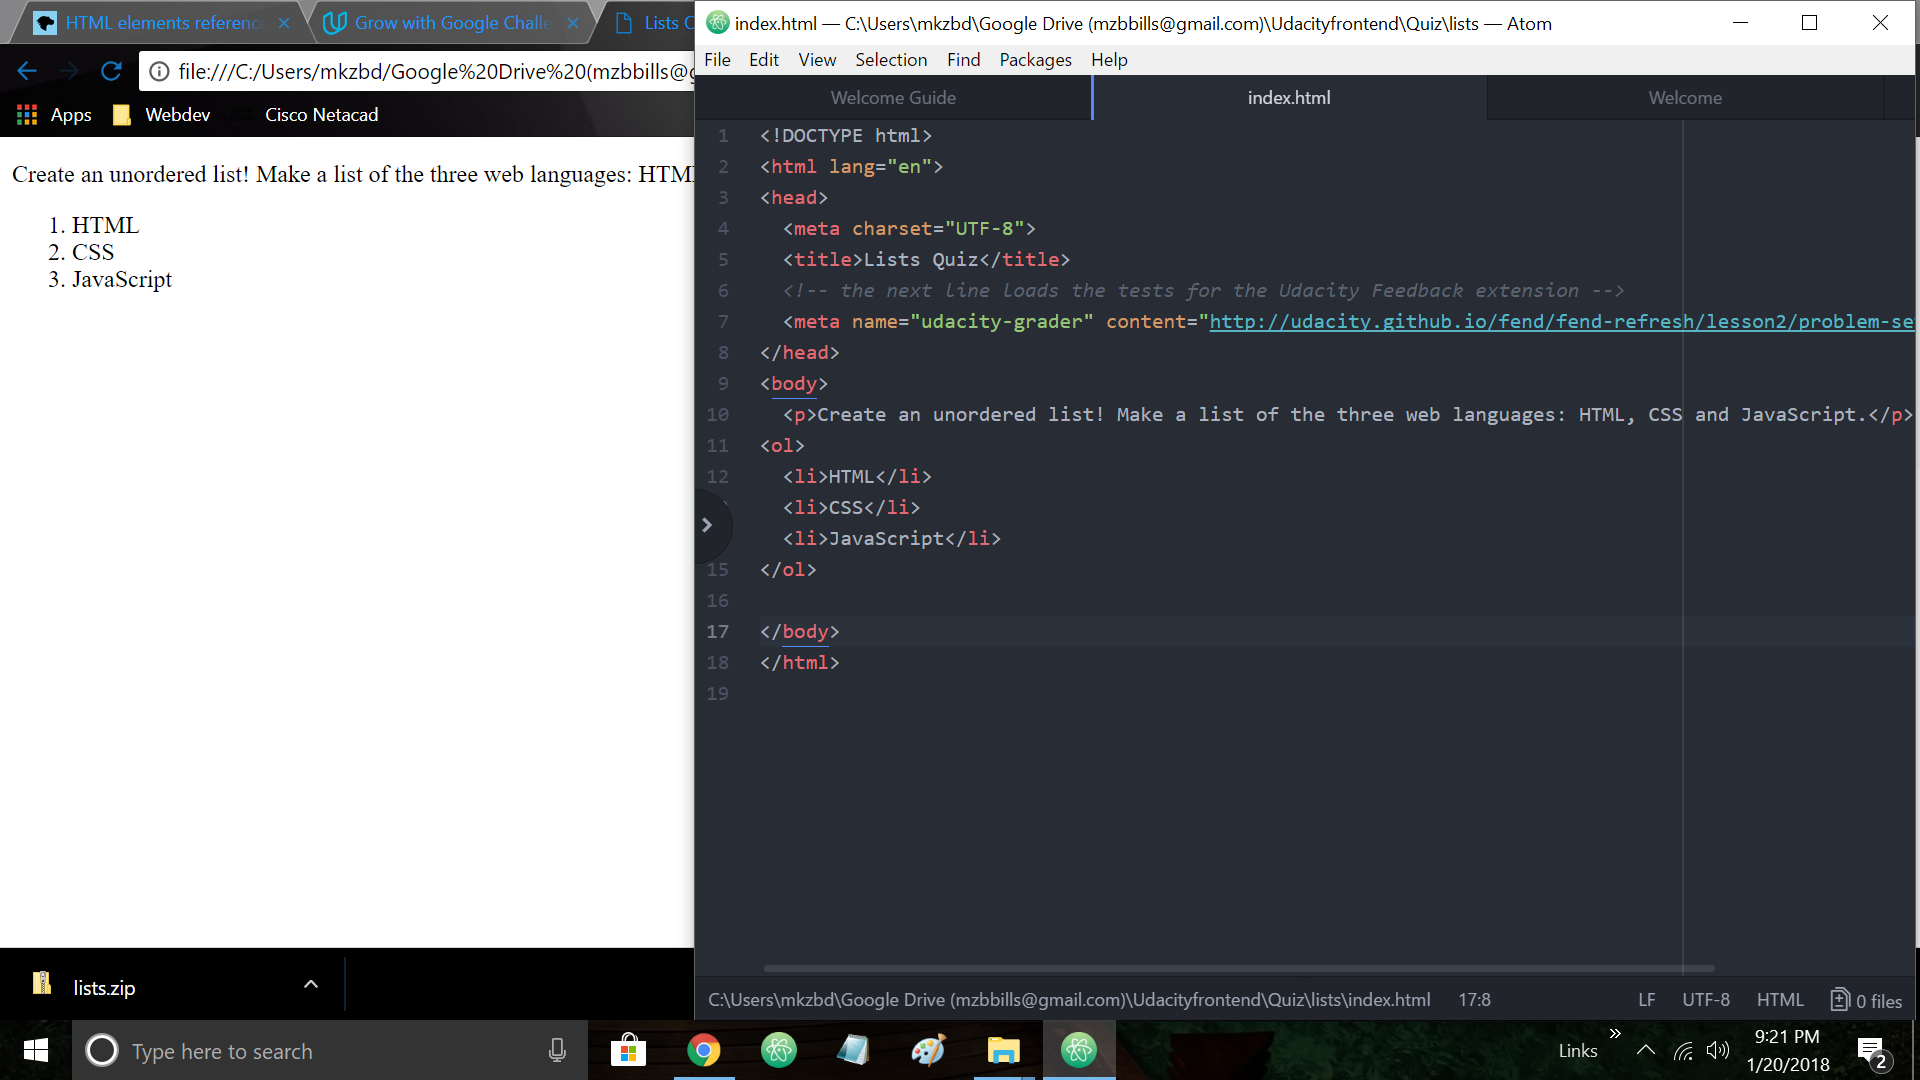 HTML elements referenc
Grow with Google Challe
Lists
file:///C:/Users/mkzbd/Google%20Drive%20(mzbbills@g
Apps
Webdev
Cisco Netacad
Create an unordered list! Make a list of the three web languages: HTM
1. HTML
2. CSS
3. JavaScript
lists.zip
index.html — C:\Users\mkzbd\Google Drive (mzbbills@gmail.com)\Udacityfrontend\Quiz\lists — Atom
File Edit View Selection Find Packages Help
Welcome Guide
index.html
Welcome
1 <!DOCTYPE html>
2 <html lang="en">
3 <head>
4 <meta charset="UTF-8">
5 <title>Lists Quiz</title>
6 <!-- the next line loads the tests for the Udacity Feedback extension -->
7 <meta name="udacity-grader" content="http://udacity.github.io/fend/fend-refresh/lesson2/problem-se
8 </head>
9 <body>
10 <p>Create an unordered list! Make a list of the three web languages: HTML, CSS and JavaScript.</p>
11 <ol>
12 <li>HTML</li>
<li>CSS</li>
<li>JavaScript</li>
15 </ol>
16
17 </body>
18 </html>
19
C:\Users\mkzbd\Google Drive (mzbbills@gmail.com)\Udacityfrontend\Quiz\lists\index.html 17:8
LF UTF-8 HTML 0 files
Type here to search
Links
9:21 PM
1/20/2018
2